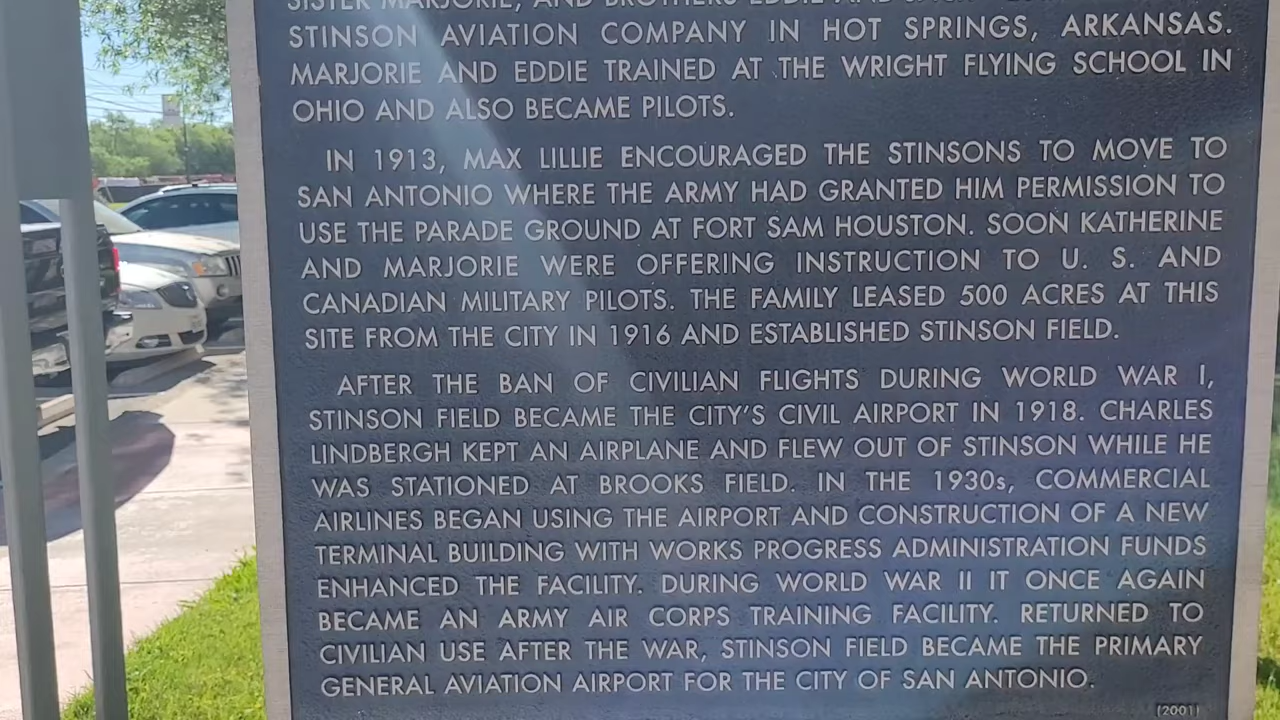 SISTER MARJORIE, AND BROTHERS EDDIE AND
STINSON AVIATION COMPANY IN HOT SPRINGS, ARKANSAS.
MARJORIE AND EDDIE TRAINED AT THE WRIGHT FLYING SCHOOL IN
OHIO AND ALSO BECAME PILOTS.
IN 1913, MAX LILLIE ENCOURAGED THE STINSONS TO MOVE TO
SAN ANTONIO WHERE THE ARMY HAD GRANTED HIM PERMISSION TO
USE THE PARADE GROUND AT FORT SAM HOUSTON. SOON KATHERINE
AND MARJORIE WERE OFFERING INSTRUCTION TO U. S. AND
CANADIAN MILITARY PILOTS. THE FAMILY LEASED 500 ACRES AT THIS
SITE FROM THE CITY IN 1916 AND ESTABLISHED STINSON FIELD.
AFTER THE BAN OF CIVILIAN FLIGHTS DURING WORLD WAR I,
STINSON FIELD BECAME THE CITY'S CIVIL AIRPORT IN 1918. CHARLES
LINDBERGH KEPT AN AIRPLANE AND FLEW OUT OF STINSON WHILE HE
WAS STATIONED AT BROOKS FIELD. IN THE 1930s, COMMERCIAL
AIRLINES BEGAN USING THE AIRPORT AND CONSTRUCTION OF A NEW
TERMINAL BUILDING WITH WORKS PROGRESS ADMINISTRATION FUNDS
ENHANCED THE FACILITY. DURING WORLD WAR II IT ONCE AGAIN
BECAME AN ARMY AIR CORPS TRAINING FACILITY. RETURNED TO
CIVILIAN USE AFTER THE WAR, STINSON FIELD BECAME THE PRIMARY
GENERAL AVIATION AIRPORT FOR THE CITY OF SAN ANTONIO.
(2001)